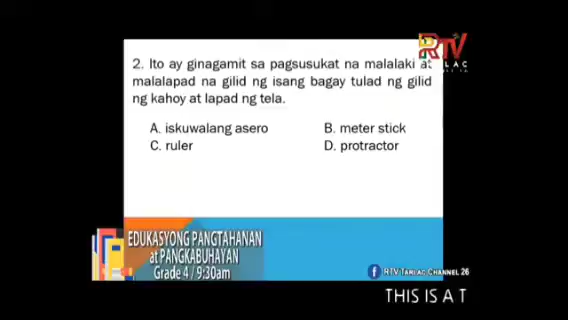 RTV
2. Ito ay ginagamit sa pagsusukat na malalaki at
malalapad na gilid ng isang bagay tulad ng gilid
ng kahoy at lapad ng tela.
A. iskuwalang asero
B. meter stick
C. ruler
D. protractor
EDUKASYONG PANGTAHANAN
at PANGKABUHAYAN
Grade 4 / 9:30am
f RTV TARLAC CHANNEL 26
THIS IS A T